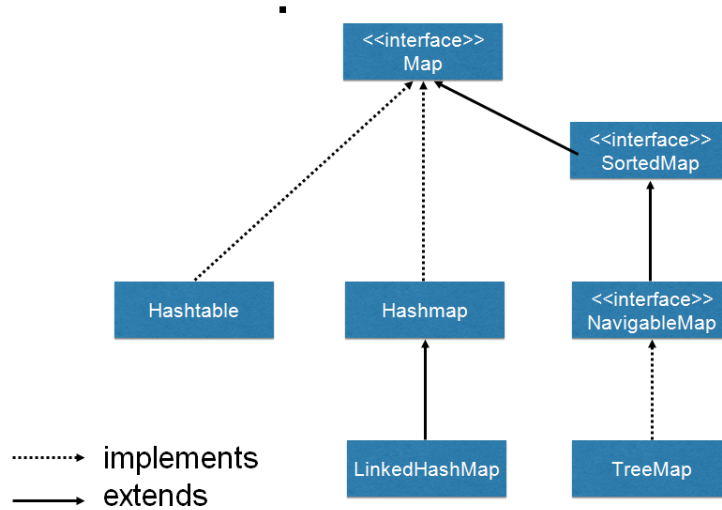 <<interface>>
Map
<<interface>>
SortedMap
Hashtable
Hashmap
<<interface>>
NavigableMap
LinkedHashMap
TreeMap
implements
extends